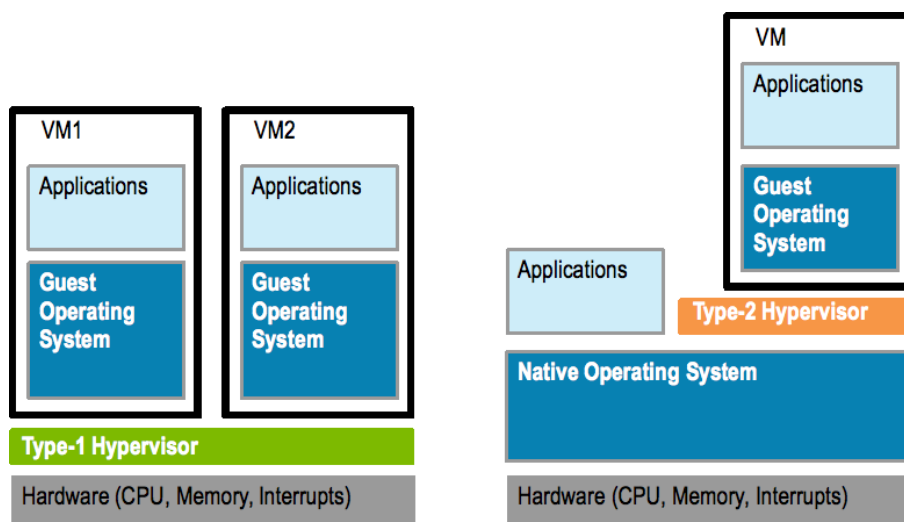 VM1
Applications
Guest
Operating
System
VM2
Applications
Guest
Operating
System
Type-1 Hypervisor
Hardware (CPU, Memory, Interrupts)
VM
Applications
Guest
Operating
System
Applications
Type-2 Hypervisor
Native Operating System
Hardware (CPU, Memory, Interrupts)